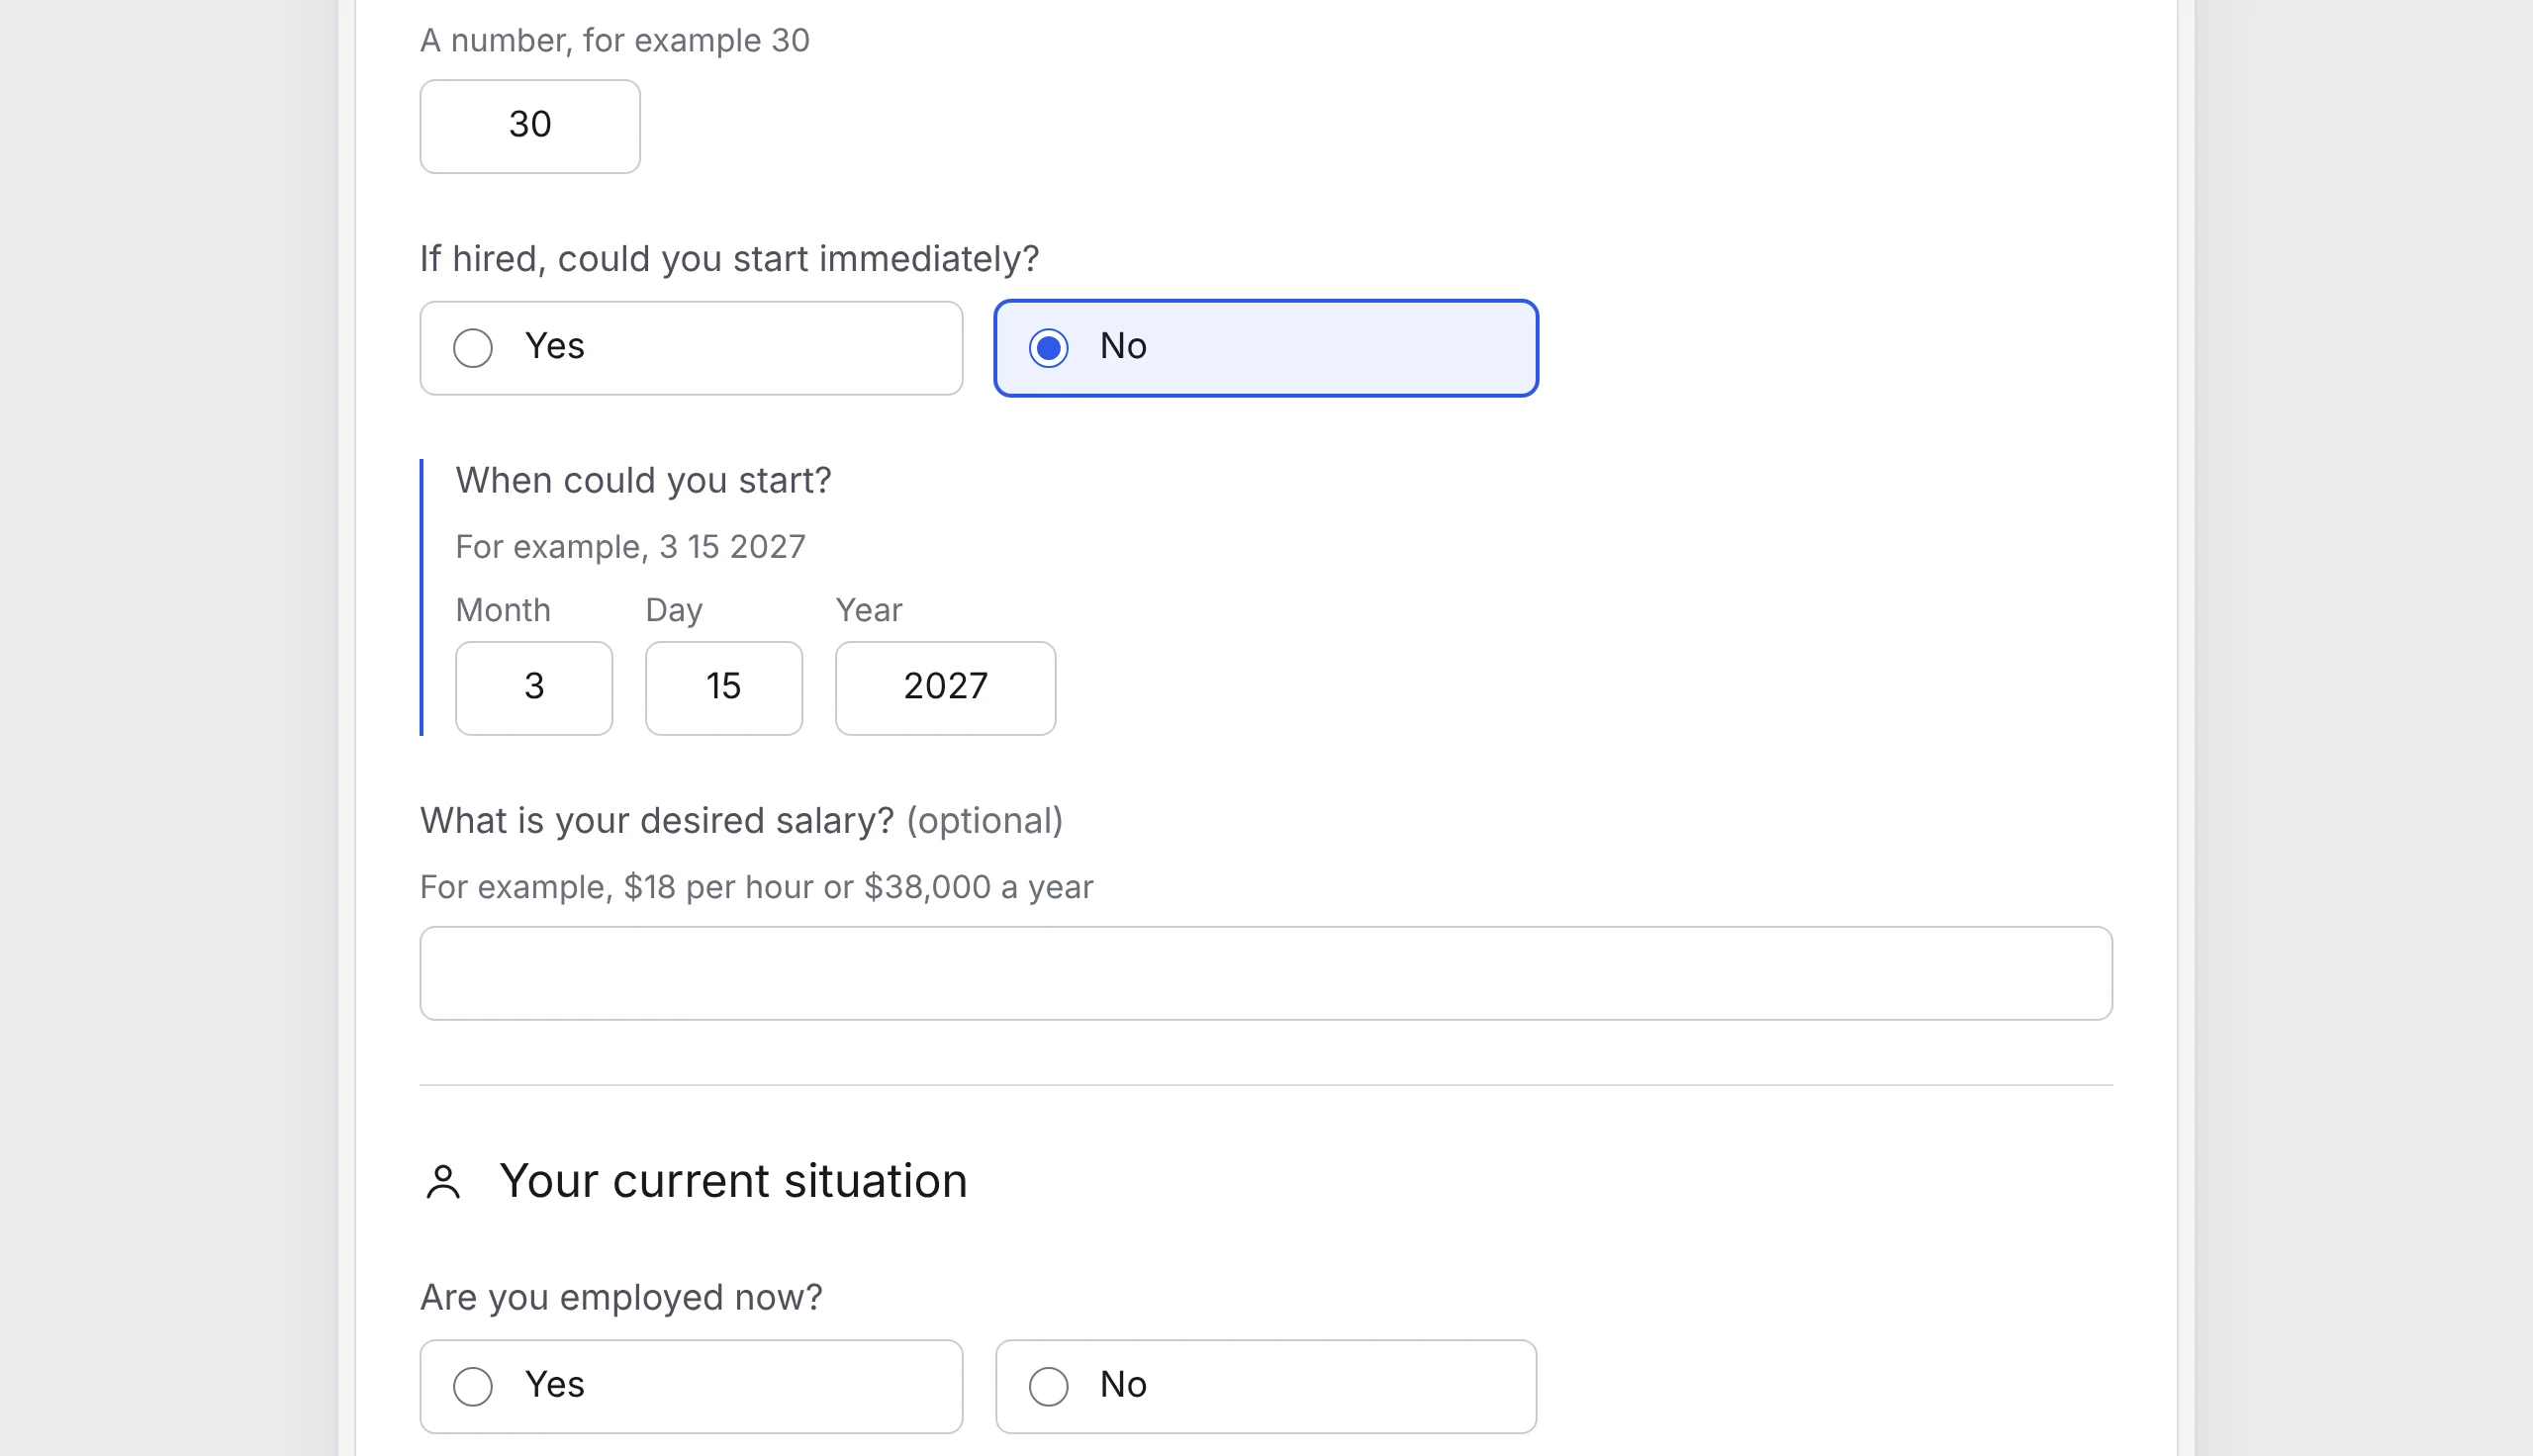 A number, for example 30
30
If hired, could you start immediately?
Yes No
When could you start?
For example, 3 15 2027
Month Day Year
3 15 2027
What is your desired salary? (optional)
For example, $18 per hour or $38,000 a year
Your current situation
Are you employed now?
Yes No